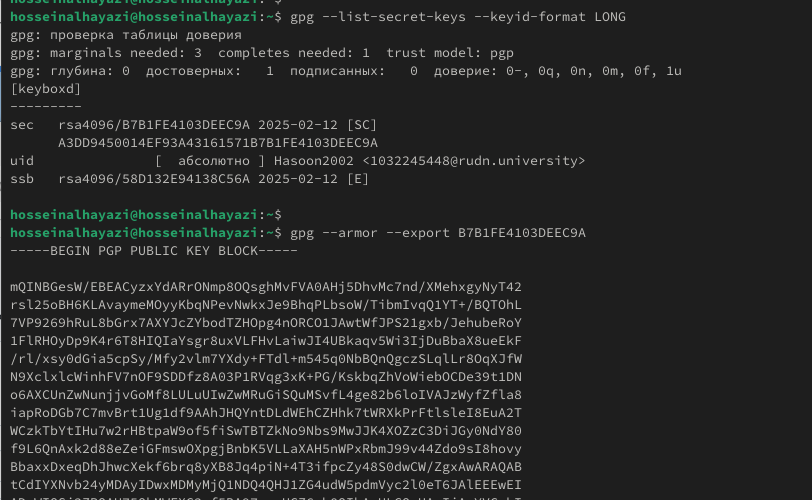 hosseinalhayazi@hosseinalhayazi:~$ gpg --list-secret-keys --keyid-format LONG
gpg: проверка таблицы доверия
gpg: marginals needed: 3  completes needed: 1  trust model: pgp
gpg: глубина: 0  достоверных:   1  подписанных:   0  доверие: 0-, 0q, 0n, 0m, 0f, 1u
[keyboxd]
---------
sec   rsa4096/B7B1FE4103DEEC9A 2025-02-12 [SC]
      A3DD9450014EF93A43161571B7B1FE4103DEEC9A
uid               [  абсолютно ] Hasoon2002 <1032245448@rudn.university>
ssb   rsa4096/58D132E94138C56A 2025-02-12 [E]
hosseinalhayazi@hosseinalhayazi:~$
hosseinalhayazi@hosseinalhayazi:~$ gpg --armor --export B7B1FE4103DEEC9A
-----BEGIN PGP PUBLIC KEY BLOCK-----
mQINBGesW/EBEACyzxYdARrONmp8OQsghMvFVA0AHj5DhvMc7nd/XMehxgyNyT42
rsl25oBH6KLAvaymeMOyyKbqNPevNwkxJe9BhqPLbsoW/TibmIvqQ1YT+/BQTOhL
7VP9269hRuL8bGrx7AXYJcZYbodTZHOpg4nORCO1JAwtWfJPS21gxb/JehubeRoY
1FlRHOyDp9K4r6T8HIQIaYsgr8uxVLFHvLaiwJI4UBkaqv5Wi3IjDuBbaX8ueEkF
/rl/xsy0dGia5cpSy/Mfy2vlm7YXdy+FTdl+m545q0NbBQnQgczSLqlLr8OqXJfW
N9XclxlcWinhFV7nOF9SDDfz8A03P1RVqg3xK+PG/KskbqZhVoWiebOCDe39t1DN
o6AXCUnZwNunjjvGoMf8LULuUIwZwMRuGiSQuMSvfL4ge82b6loIVAJzWyfZfla8
iapRoDGb7C7mvBrt1Ug1df9AAhJHQYntDLdWEhCZHhk7tWRXkPrFtlsleI8EuA2T
WCzkTbYtIHu7w2rHBtpaW9of5fiSwTBTZkNo9Nbs9MwJJK4XOZzC3DiJGy0NdY80
f9L6QnAxk2d88eZeiGFmswOXpgjBnbK5VLLaXAH5nWPxRbmJ99v44Zdo9sI8hovy
BbaxxDxeqDhJhwcXekf6brq8yXB8Jq4piN+4T3ifpcZy48S0dwCW/ZgxAwARAQAB
tCdIYXNvb24yMDAyIDwxMDMyMjQ1NDQ4QHJ1ZG4udW5pdmVyc2l0eT6JAlEEEwEI